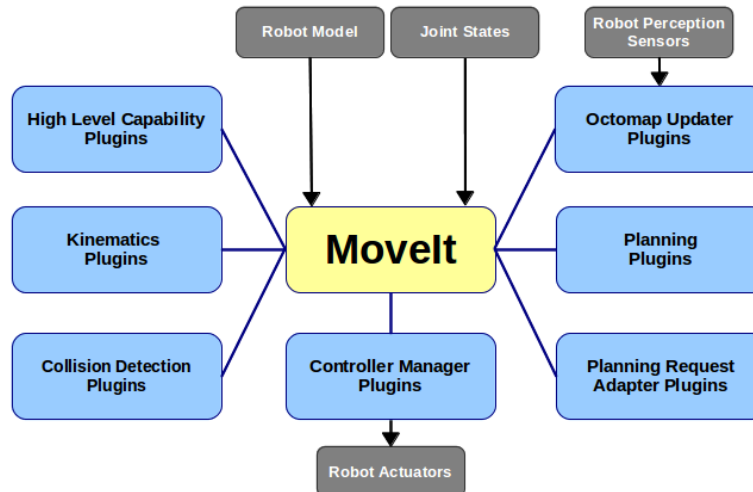 Robot Model
Joint States
Robot Perception
Sensors
High Level Capability
Plugins
Octomap Updater
Plugins
Kinematics
Plugins
MoveIt
Planning
Plugins
Collision Detection
Plugins
Controller Manager
Plugins
Planning Request
Adapter Plugins
Robot Actuators